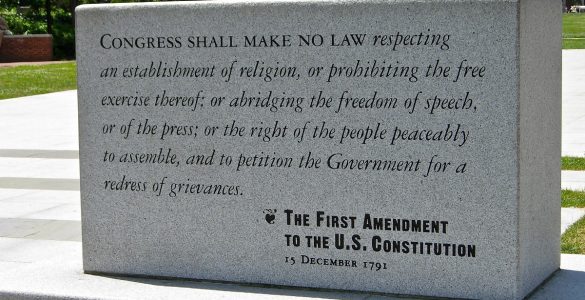 CONGRESS SHALL MAKE NO LAW respecting
an establishment of religion, or prohibiting the free
exercise thereof; or abridging the freedom of speech,
or of the press; or the right of the people peaceably
to assemble, and to petition the Government for a
redress of grievances.
THE FIRST AMENDMENT
TO THE U.S. CONSTITUTION
15 DECEMBER 1791